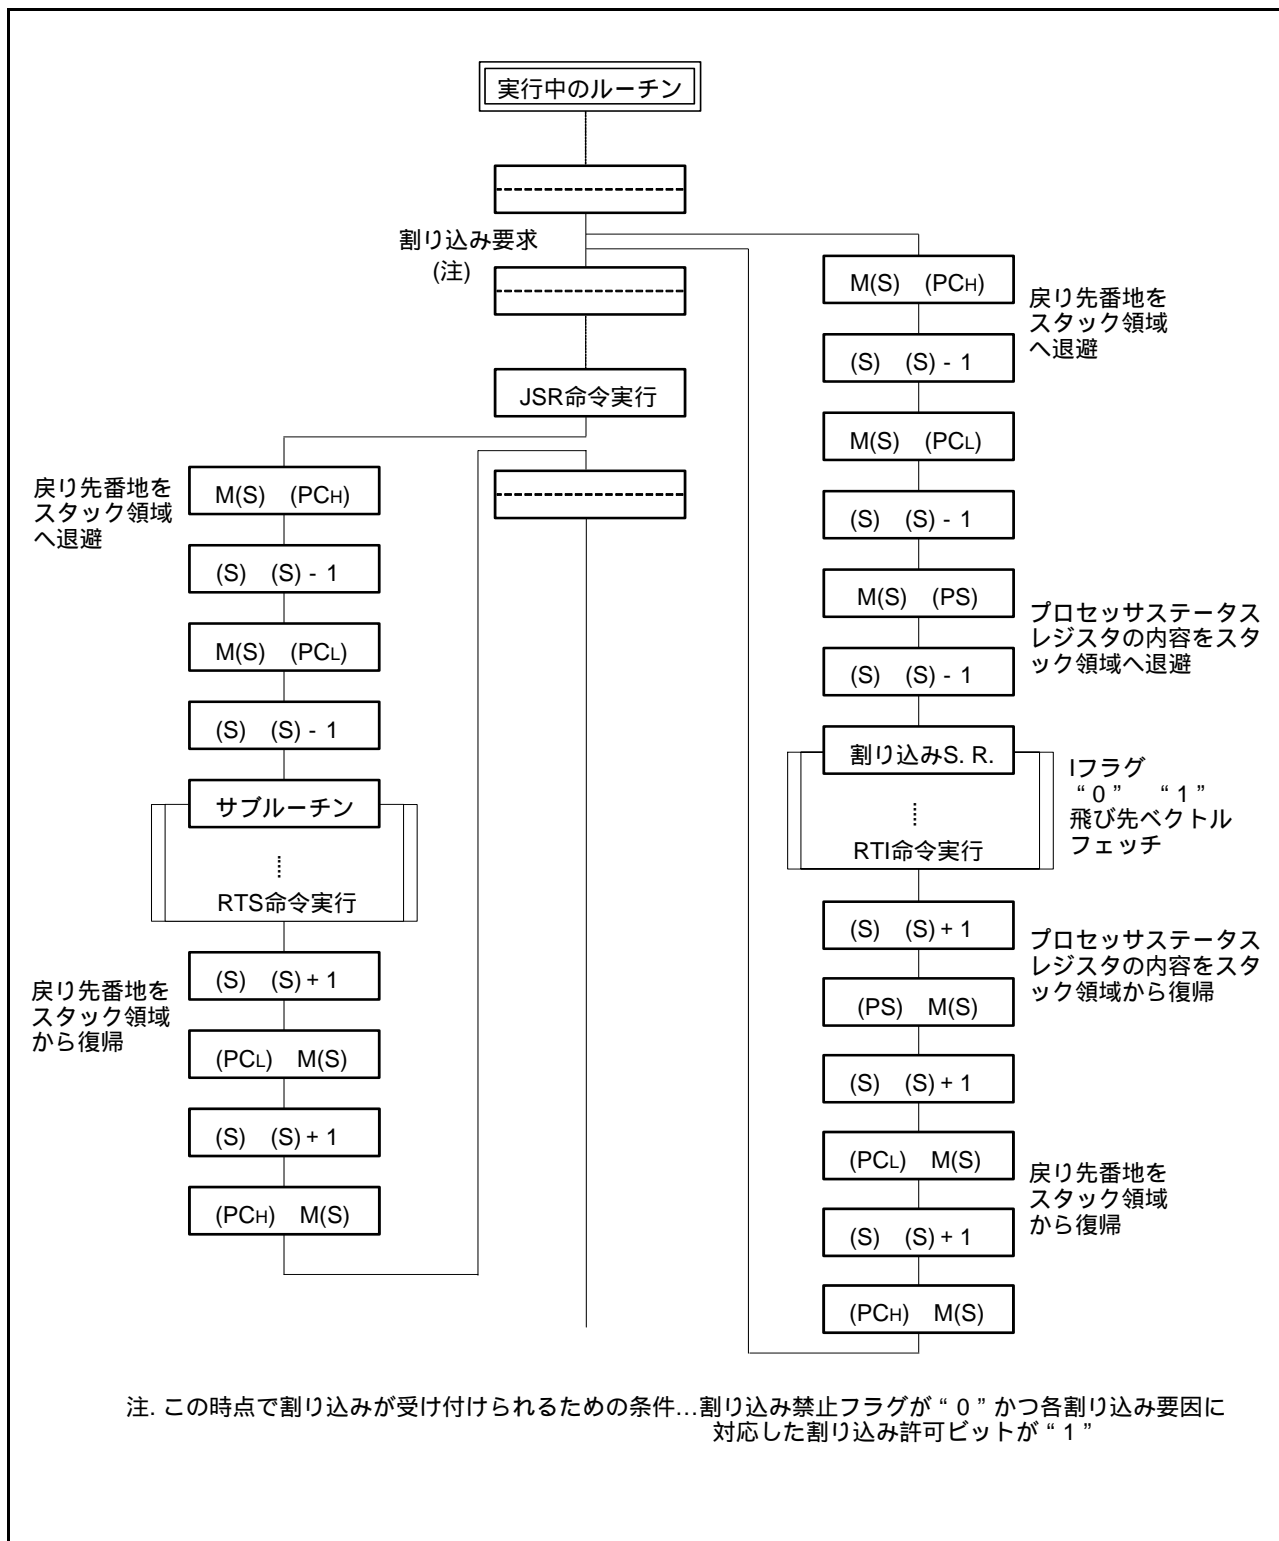 実行中のルーチン
割り込み要求
(注)
JSR命令実行
戻り先番地を
スタック領域
へ退避
M(S) (PCH)
(S) (S) - 1
M(S) (PCL)
(S) (S) - 1
サブルーチン
RTS命令実行
戻り先番地を
スタック領域
から復帰
(S) (S) + 1
(PCL) M(S)
(S) (S) + 1
(PCH) M(S)
M(S) (PCH)
戻り先番地を
スタック領域
へ退避
(S) (S) - 1
M(S) (PCL)
(S) (S) - 1
M(S) (PS)
プロセッサステータス
レジスタの内容をスタ
ック領域へ退避
(S) (S) - 1
割り込みS. R.
Iフラグ
“ 0 ” “ 1 ”
飛び先ベクトル
フェッチ
RTI命令実行
(S) (S) + 1
プロセッサステータス
レジスタの内容をスタ
ック領域から復帰
(PS) M(S)
(S) (S) + 1
(PCL) M(S)
戻り先番地を
スタック領域
から復帰
(S) (S) + 1
(PCH) M(S)
注. この時点で割り込みが受け付けられるための条件…割り込み禁止フラグが “ 0 ” かつ各割り込み要因に
対応した割り込み許可ビットが “ 1 ”